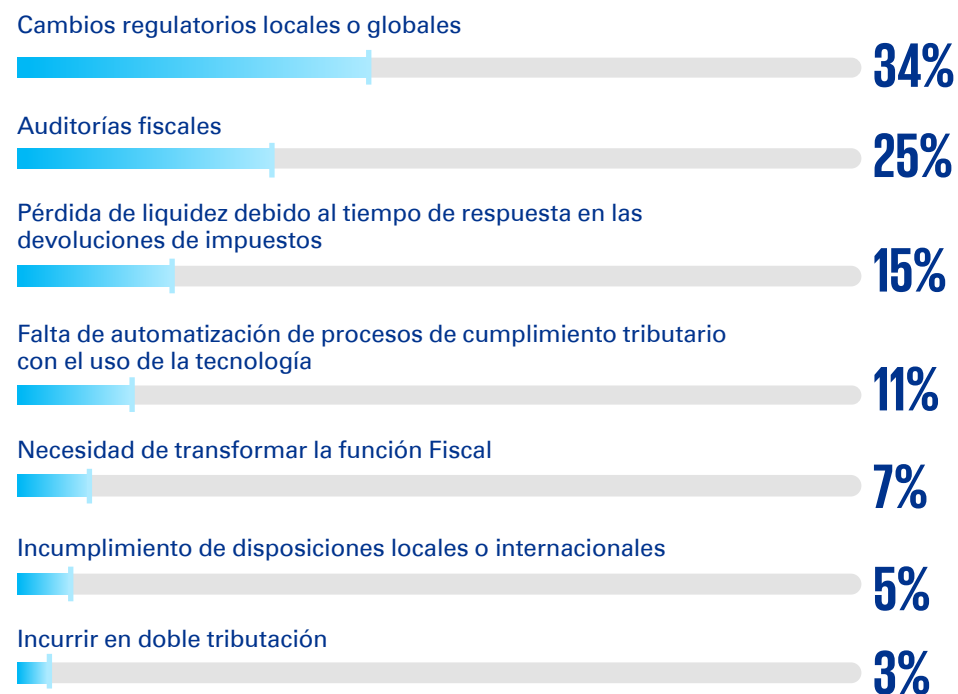 Cambios regulatorios locales o globales
34%
Auditorías fiscales
25%
Pérdida de liquidez debido al tiempo de respuesta en las
devoluciones de impuestos
15%
Falta de automatización de procesos de cumplimiento tributario
con el uso de la tecnología
11%
Necesidad de transformar la función Fiscal
7%
Incumplimiento de disposiciones locales o internacionales
5%
Incurrir en doble tributación
3%